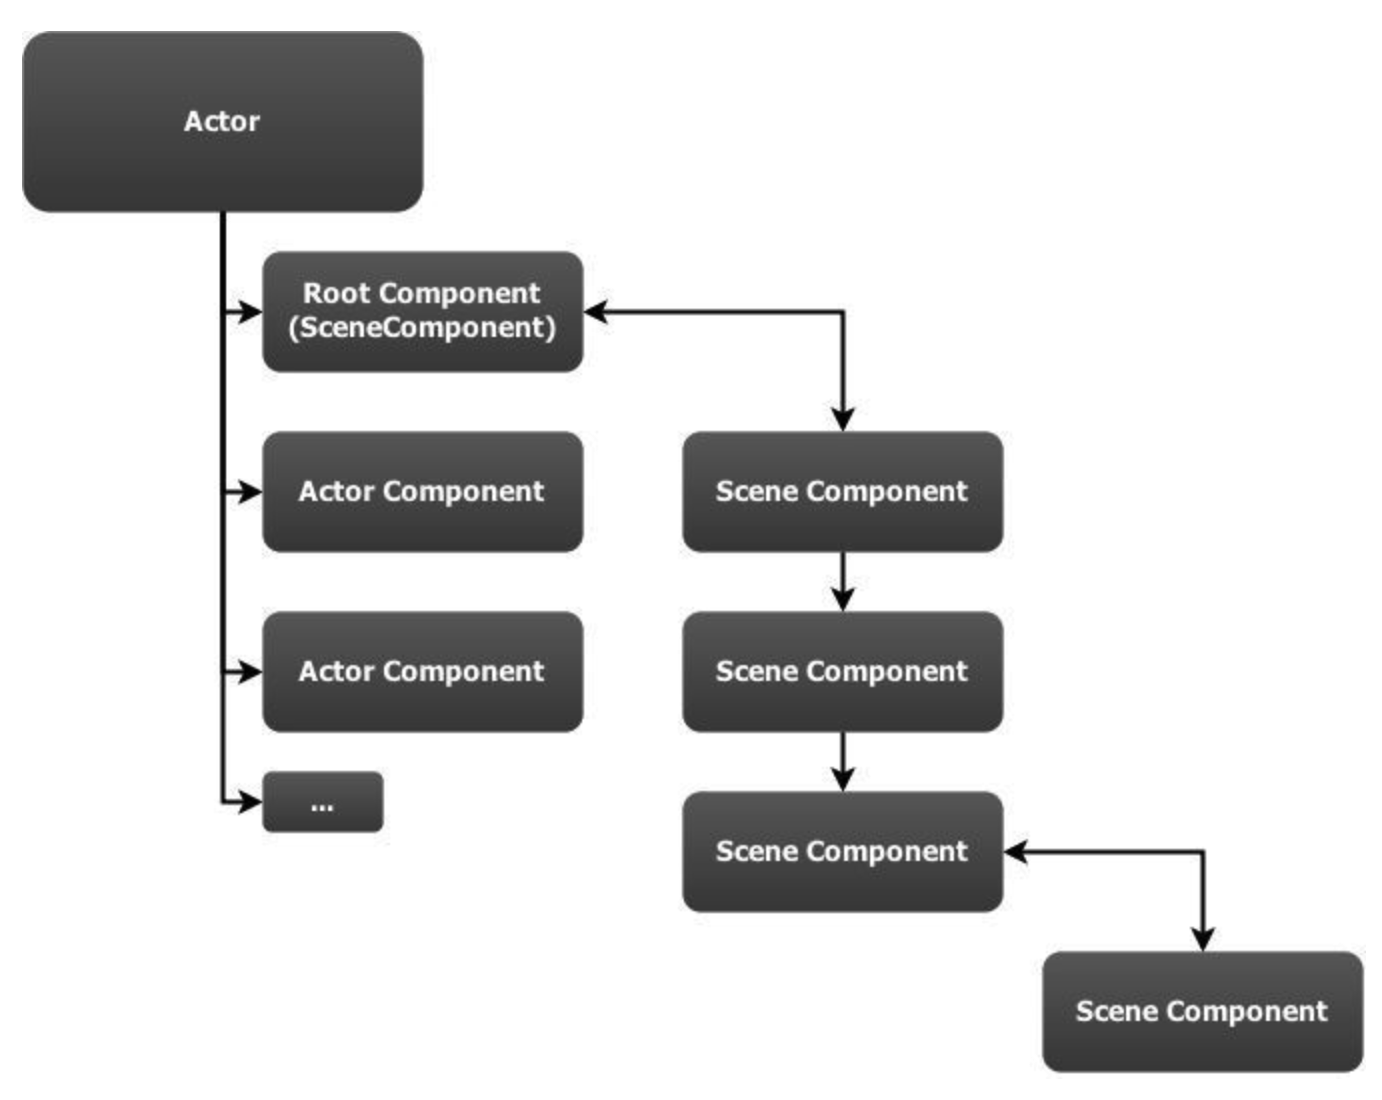 Actor
Root Component
(SceneComponent)
Actor Component
Scene Component
Actor Component
Scene Component
...
Scene Component
Scene Component